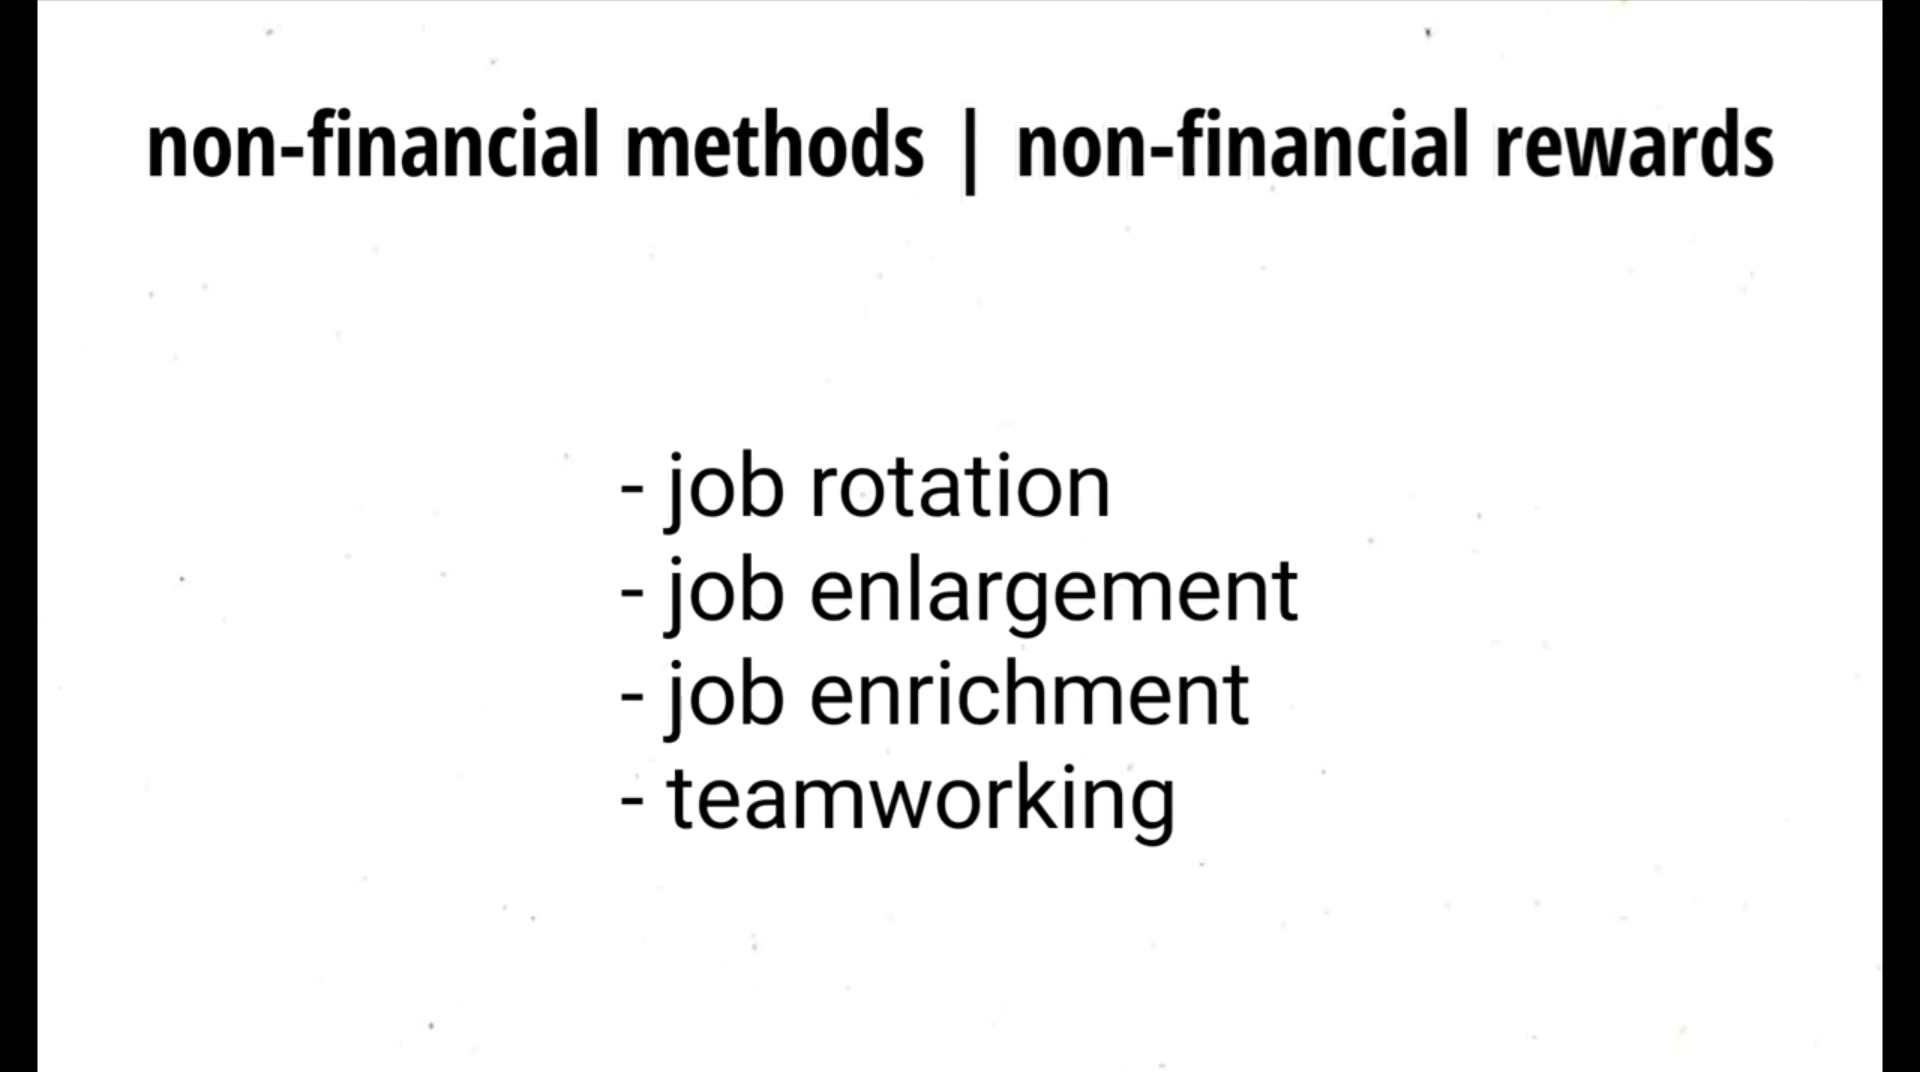 non-financial methods | non-financial rewards
- job rotation
- job enlargement
- job enrichment
- teamworking